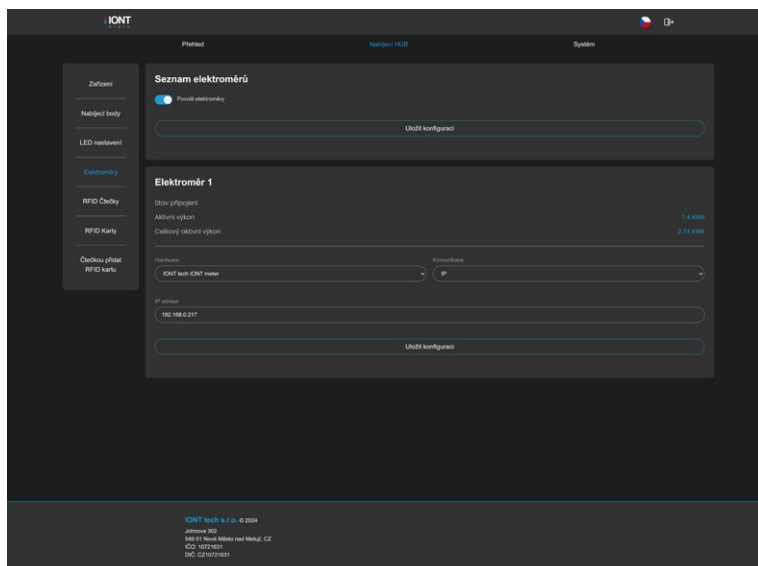 IONT
Přehled
Nabíjecí HUB
Systém
Zařízení
Nabíjecí body
LED nastavení
Elektroměry
RFID Čtečky
RFID Karty
Čtečkou přidat
RFID kartu
Seznam elektroměrů
Povolit elektroměry
Uložit konfiguraci
Elektroměr 1
Stav připojení
Aktivní výkon
1.4 kWh
Celkový aktivní výkon
2.74 kWh
Hardware
Komunikace
IONT tech IONT meter
IP
IP adresa
192.168.0.217
Uložit konfiguraci
IONT tech s.r.o. © 2024
Johnova 302
549 01 Nové Město nad Metují, CZ
IČO: 10721631
DIČ: CZ10721631